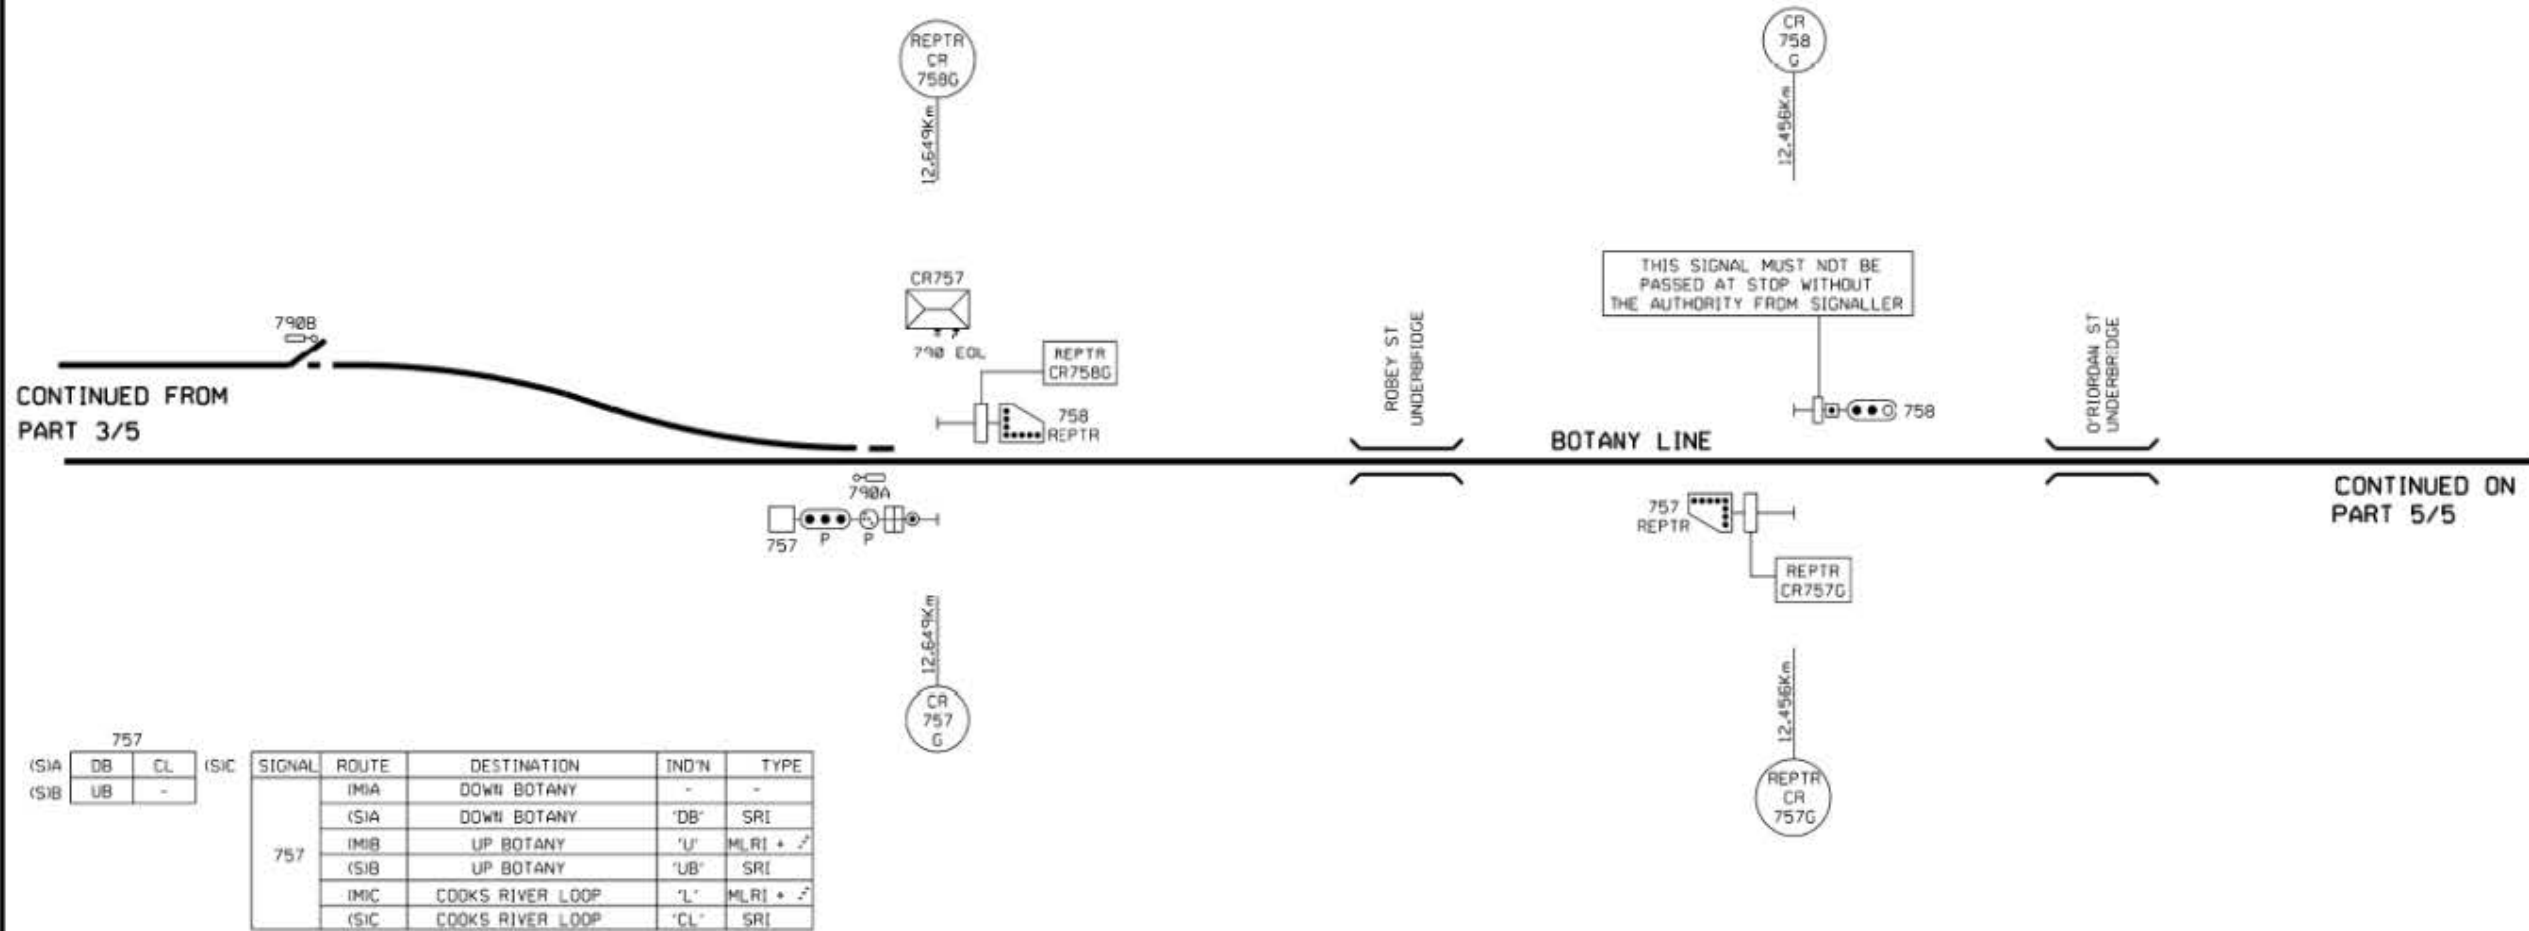 REPTR
CR
758G
12.649Km
CR
758
G
12.456Km
CR757
790 EOL
REPTR
CR758G
758
REPTR
790B
CONTINUED FROM
PART 3/5
THIS SIGNAL MUST NOT BE
PASSED AT STOP WITHOUT
THE AUTHORITY FROM SIGNALLER
758
ROBEY ST
UNDERBRIDGE
BOTANY LINE
O'RIORDAN ST
UNDERBRIDGE
790A
757 P P
757
REPTR
REPTR
CR757G
CONTINUED ON
PART 5/5
12.649Km
CR
757
G
12.456Km
REPTR
CR
757G
757
(S)A DB CL (S)C
(S)B UB -
SIGNAL ROUTE DESTINATION IND'N TYPE
757
(M)A DOWN BOTANY - -
(S)A DOWN BOTANY 'DB' SRI
(M)B UP BOTANY 'U' MLRI +
(S)B UP BOTANY 'UB' SRI
(M)C COOKS RIVER LOOP 'L' MLRI +
(S)C COOKS RIVER LOOP 'CL' SRI